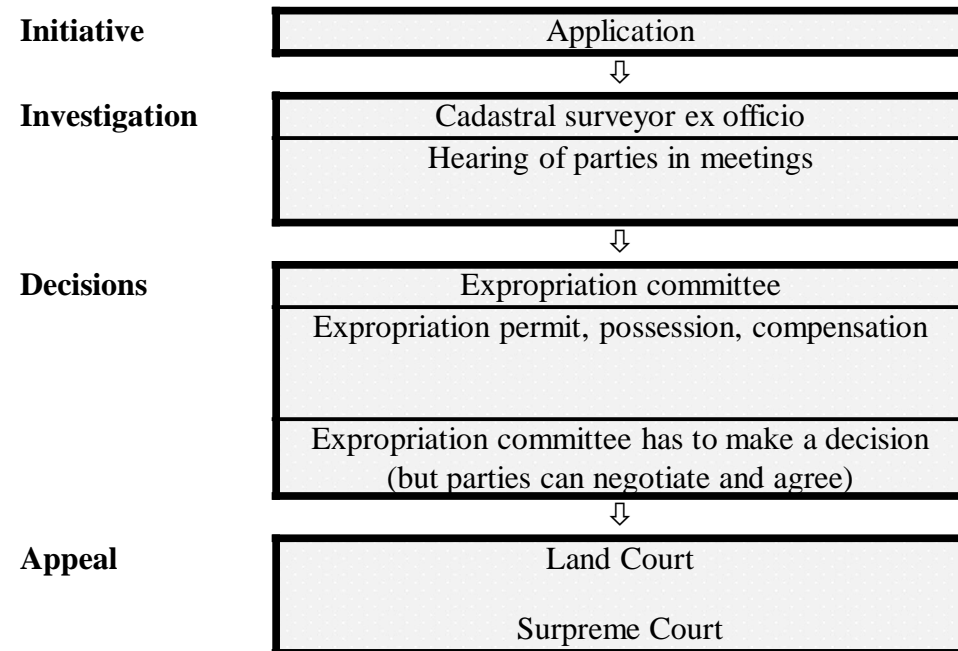 Initiative
Application
⇩
Investigation
Cadastral surveyor ex officio
Hearing of parties in meetings
⇩
Decisions
Expropriation committee
Expropriation permit, possession, compensation
Expropriation committee has to make a decision
(but parties can negotiate and agree)
⇩
Appeal
Land Court
Surpreme Court